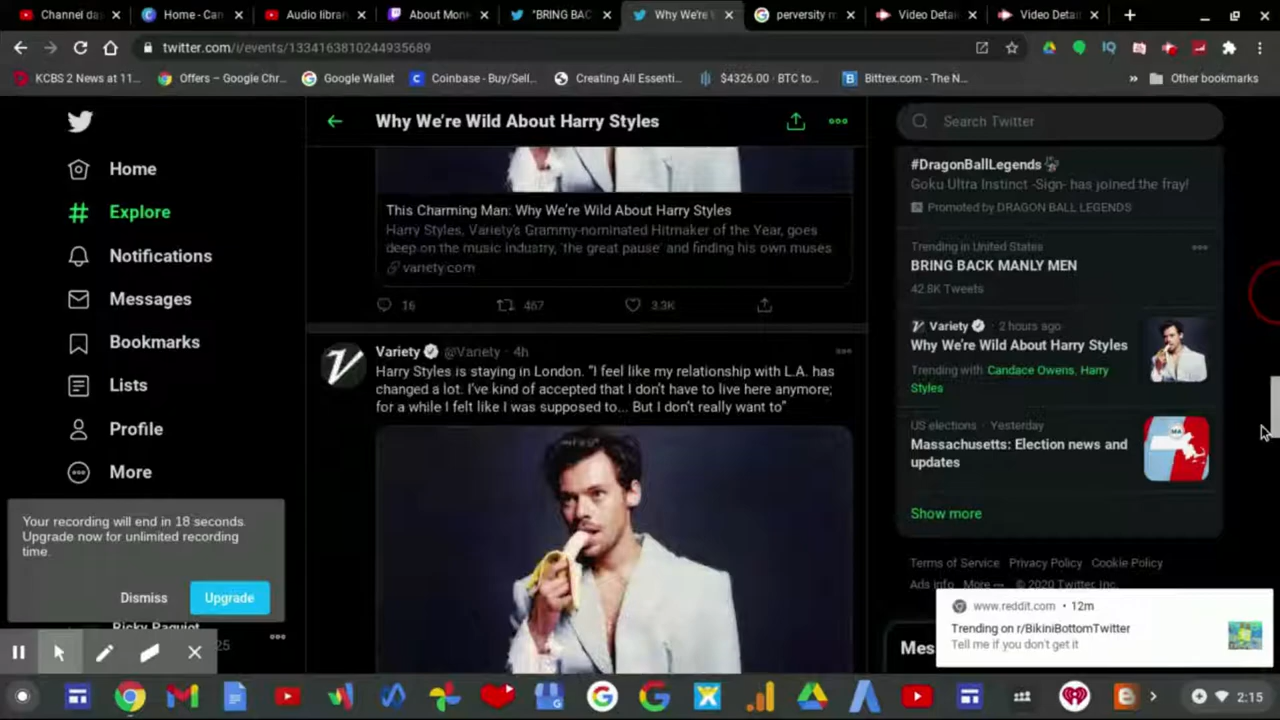 Channel das
Home - Can
Audio librar
About Mon
"BRING BAC
Why We're W
perversity m
Video Detai
Video Detai
twitter.com/i/events/1334163810244935689
KCBS 2 News at 11...
Offers – Google Chr...
Google Wallet
Coinbase - Buy/Sell...
Creating All Essenti...
$4326.00 · BTC to...
Bittrex.com - The N...
Other bookmarks
Home
Explore
Notifications
Messages
Bookmarks
Lists
Profile
More
Your recording will end in 18 seconds.
Upgrade now for unlimited recording
time.
Dismiss
Upgrade
Ricky Paquiot
25
Why We're Wild About Harry Styles
This Charming Man: Why We're Wild About Harry Styles
Harry Styles, Variety's Grammy-nominated Hitmaker of the Year, goes
deep on the music industry, 'the great pause' and finding his own muses
variety.com
16
467
3.3K
Variety @Variety · 4h
Harry Styles is staying in London. "I feel like my relationship with L.A. has
changed a lot. I've kind of accepted that I don't have to live here anymore;
for a while I felt like I was supposed to... But I don't really want to"
Search Twitter
#DragonBallLegends
Goku Ultra Instinct -Sign- has joined the fray!
Promoted by DRAGON BALL LEGENDS
Trending in United States
BRING BACK MANLY MEN
42.8K Tweets
Variety · 2 hours ago
Why We're Wild About Harry Styles
Trending with Candace Owens, Harry
Styles
US elections · Yesterday
Massachusetts: Election news and
updates
Show more
Terms of Service Privacy Policy Cookie Policy
Ads info More © 2020 Twitter, Inc.
Mes
www.reddit.com · 12m
Trending on r/BikiniBottomTwitter
Tell me if you don't get it
2:15